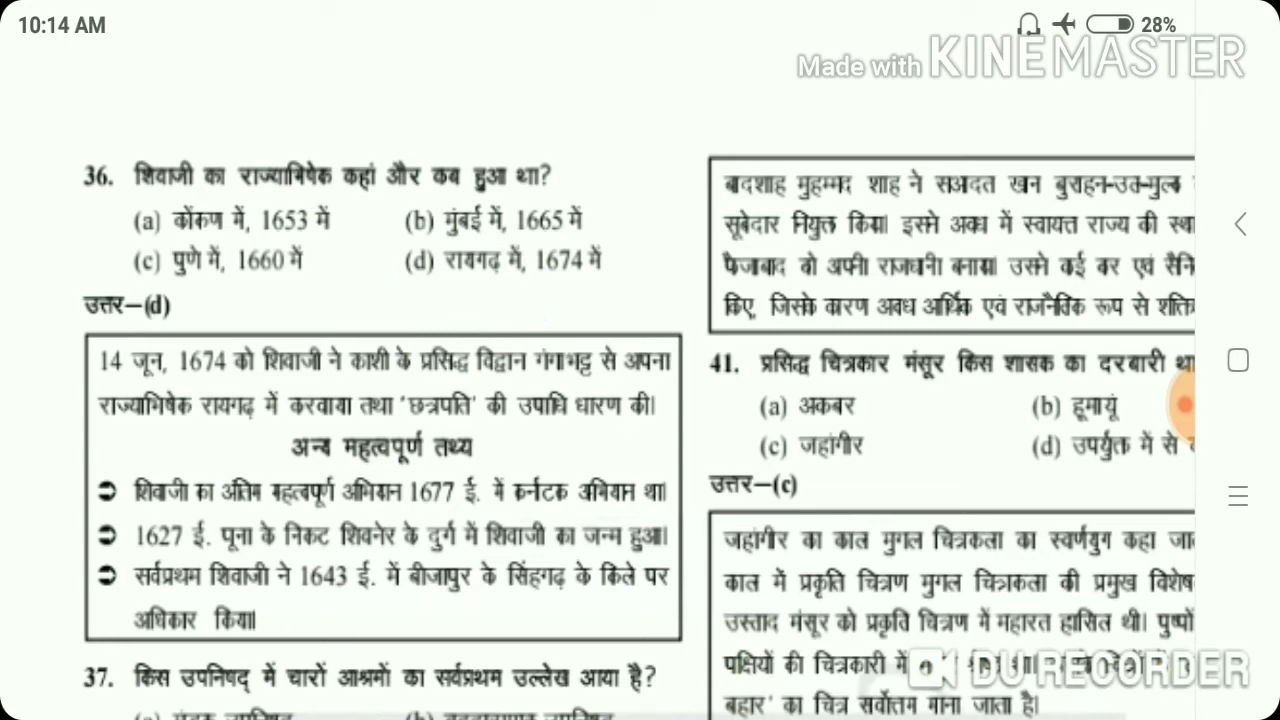 10:14 AM
28%
Made with KINEMASTER
36. शिवाजी का राज्याभिषेक कहां और कब हुआ था?
(a) कोंकण में, 1653 में (b) मुंबई में, 1665 में
(c) पुणे में, 1660 में (d) रायगढ़ में, 1674 में
उत्तर–(d)
14 जून, 1674 को शिवाजी ने काशी के प्रसिद्ध विद्वान गंगाभट्ट से अपना
राज्याभिषेक रायगढ़ में करवाया तथा 'छत्रपति' की उपाधि धारण की।
अन्य महत्वपूर्ण तथ्य
➲ शिवाजी का अंतिम महत्वपूर्ण अभियान 1677 ई. में कर्नाटक अभियान था।
➲ 1627 ई. पूना के निकट शिवनेर के दुर्ग में शिवाजी का जन्म हुआ।
➲ सर्वप्रथम शिवाजी ने 1643 ई. में बीजापुर के सिंहगढ़ के किले पर
अधिकार किया।
37. किस उपनिषद् में चारों आश्रमों का सर्वप्रथम उल्लेख आया है?
बादशाह मुहम्मद शाह ने सआदत खान बुरहान-उल-मुल्क
सूबेदार नियुक्त किया। इसने अवध में स्वायत्त राज्य की स्था
फैजाबाद को अपनी राजधानी बनाया। उसने कई कर एवं सैनि
किए, जिसके कारण अवध आर्थिक एवं राजनैतिक रूप से शक्ति
41. प्रसिद्ध चित्रकार मंसूर किस शासक का दरबारी था
(a) अकबर (b) हूमायूं
(c) जहांगीर (d) उपर्युक्त में से
उत्तर–(c)
जहांगीर का काल मुगल चित्रकला का स्वर्णयुग कहा जा
काल में प्रकृति चित्रण मुगल चित्रकला की प्रमुख विशेष
उस्ताद मंसूर को प्रकृति चित्रण में महारत हासिल थी। पुष्पों
पक्षियों की चित्रकारी में
बहार' का चित्र सर्वोत्तम माना जाता है।
DU RECORDER